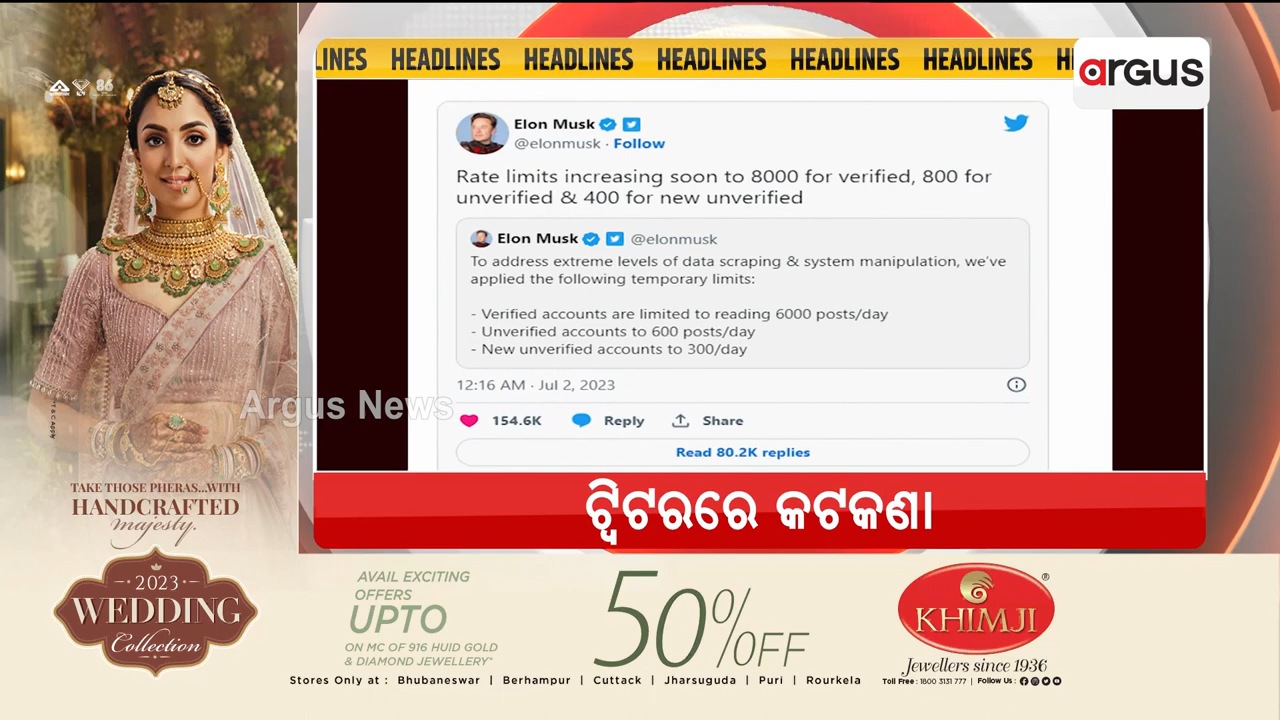 LINES HEADLINES HEADLINES HEADLINES HEADLINES HEADLINES H
argus
86
Elon Musk
@elonmusk · Follow
Rate limits increasing soon to 8000 for verified, 800 for
unverified & 400 for new unverified
Elon Musk @elonmusk
To address extreme levels of data scraping & system manipulation, we've
applied the following temporary limits:
- Verified accounts are limited to reading 6000 posts/day
- Unverified accounts to 600 posts/day
- New unverified accounts to 300/day
12:16 AM · Jul 2, 2023
154.6K Reply Share
Read 80.2K replies
Argus News
ଟ୍ୱିଟରରେ କଟକଣା
*T & C Apply
TAKE THOSE PHERAS...WITH
HANDCRAFTED
majesty.
2023
WEDDING
Collection
AVAIL EXCITING
OFFERS
UPTO
ON MC OF 916 HUID GOLD
& DIAMOND JEWELLERY*
50% OFF
KHIMJI
®
Jewellers since 1936
Stores Only at : Bhubaneswar | Berhampur | Cuttack | Jharsuguda | Puri | Rourkela
Toll Free : 1800 3131 777 | Follow Us :